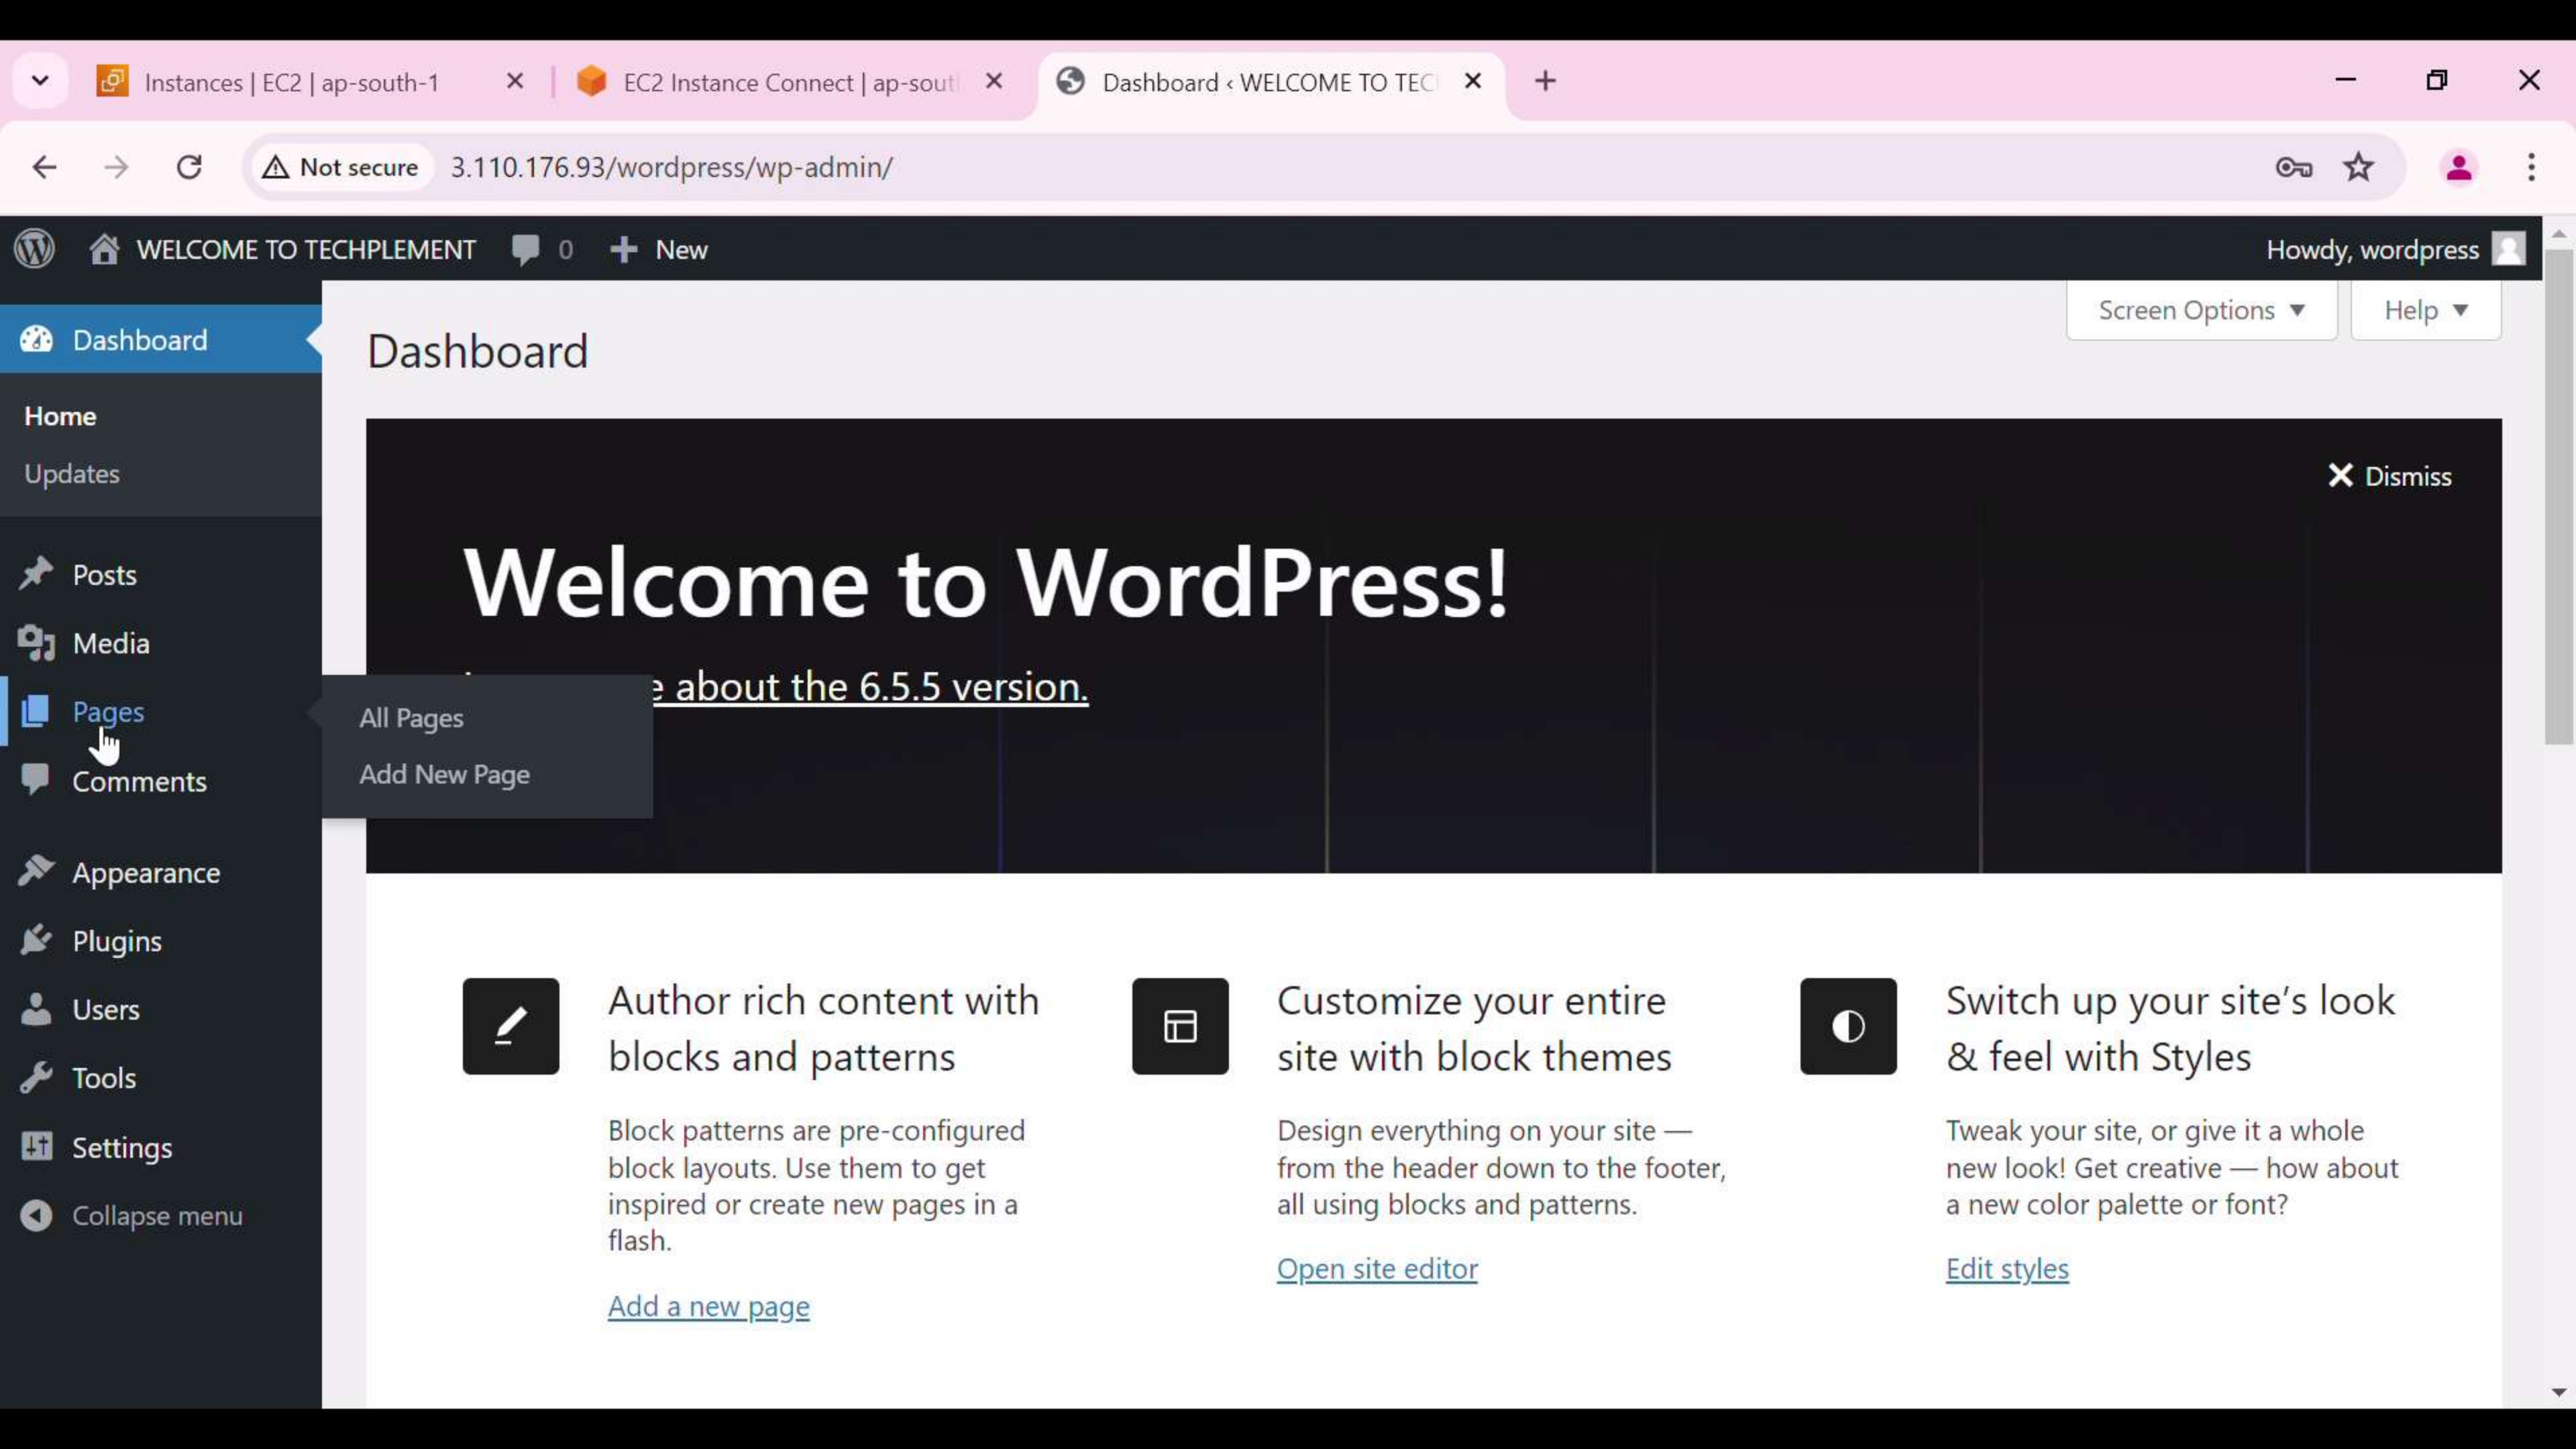 Instances | EC2 | ap-south-1
EC2 Instance Connect | ap-sout
Dashboard ‹ WELCOME TO TEC
Not secure
3.110.176.93/wordpress/wp-admin/
WELCOME TO TECHPLEMENT
0
New
Howdy, wordpress
Dashboard
Home
Updates
Posts
Media
Pages
All Pages
Add New Page
Comments
Appearance
Plugins
Users
Tools
Settings
Collapse menu
Screen Options
Help
Dashboard
Dismiss
Welcome to WordPress!
e about the 6.5.5 version.
Author rich content with
blocks and patterns
Block patterns are pre-configured
block layouts. Use them to get
inspired or create new pages in a
flash.
Add a new page
Customize your entire
site with block themes
Design everything on your site —
from the header down to the footer,
all using blocks and patterns.
Open site editor
Switch up your site’s look
& feel with Styles
Tweak your site, or give it a whole
new look! Get creative — how about
a new color palette or font?
Edit styles